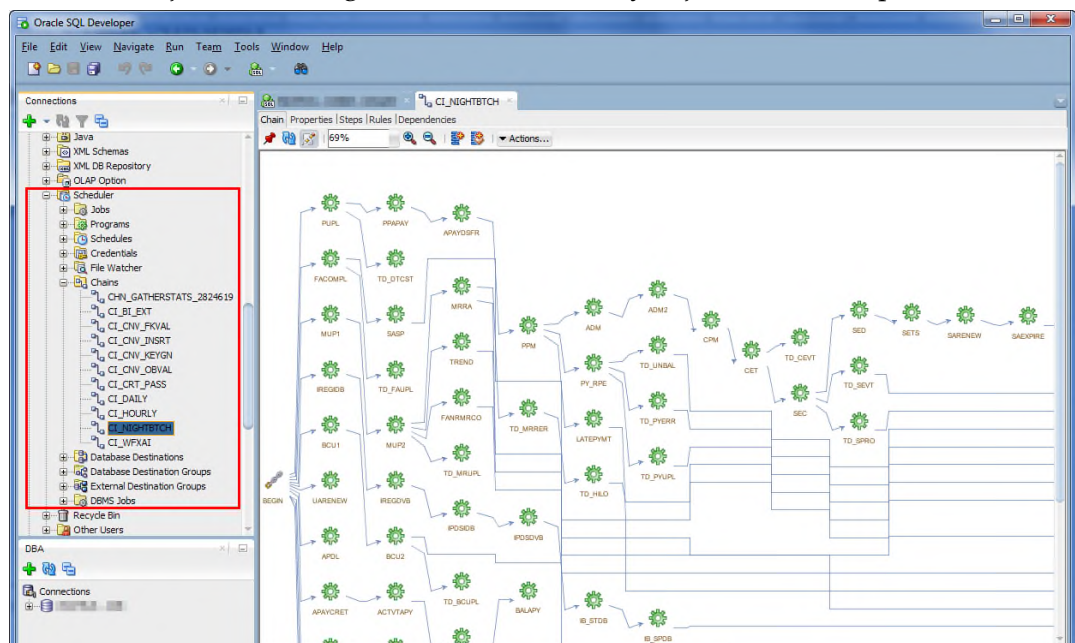 Oracle SQL Developer
File Edit View Navigate Run Team Tools Window Help
Connections
CI_NIGHTBTCH
Chain Properties Steps Rules Dependencies
69%
Actions...
Java
XML Schemas
XML DB Repository
OLAP Option
Scheduler
Jobs
Programs
Schedules
Credentials
File Watcher
Chains
CHN_GATHERSTATS_2824619
CI_BI_EXT
CI_CNV_FKVAL
CI_CNV_INSRT
CI_CNV_KEYGN
CI_CNV_OBVAL
CI_CRT_PASS
CI_DAILY
CI_HOURLY
CI_NIGHTBTCH
CI_WFXAI
Database Destinations
Database Destination Groups
External Destination Groups
DBMS Jobs
Recycle Bin
Other Users
DBA
Connections
PUPL PPAPAY APAYDSFR
FACOMPL TD_DTCST
MRRA ADM ADM2
MUP1 SASP PPM CPM SED SETS SARENEW SAEXPIRE
TREND TD_UNBAL CET TD_CEVT
IREGIDB TD_FAUPL PY_RPE TD_SEVT
FANRMRCO TD_MRRER TD_PYERR SEC
BCU1 MUP2 LATEPYMT TD_SPRO
TD_MRUPL TD_PYUPL
BEGIN UARENEW IREGDVB TD_HILO
IPDSIDB IPDSDVB
APDL BCU2
TD_BCUPL BALAPY
APAYCRET ACTVTAPY IB_STDB
IB_SPDB